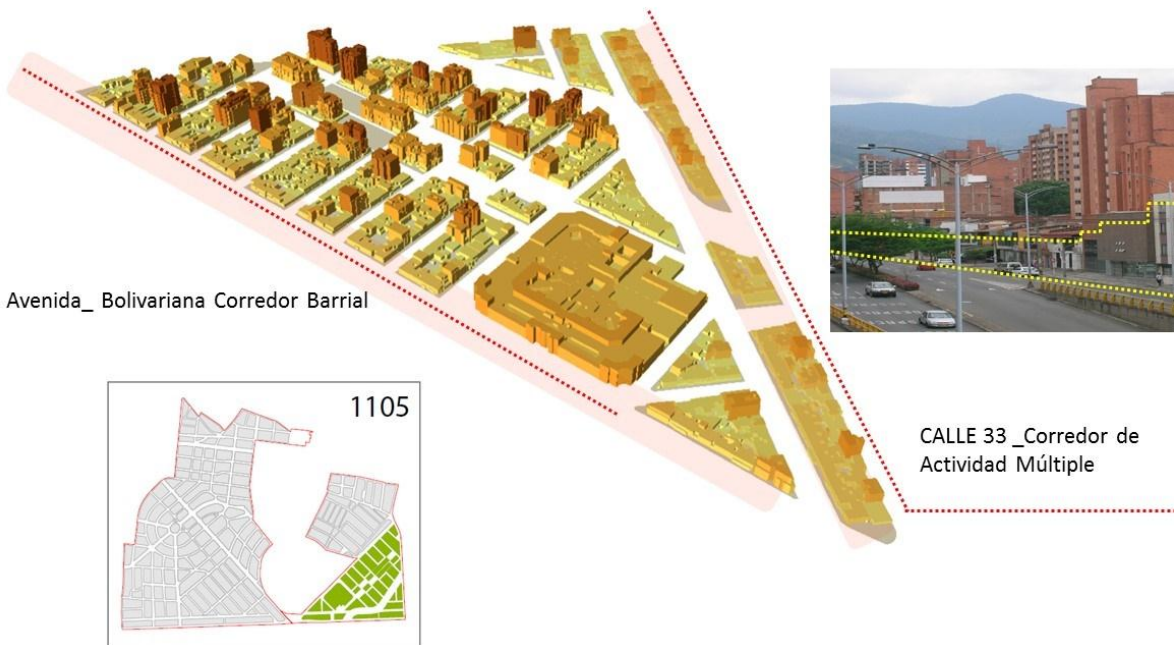 Avenida_ Bolivariana Corredor Barrial
1105
CALLE 33 _Corredor de
Actividad Múltiple